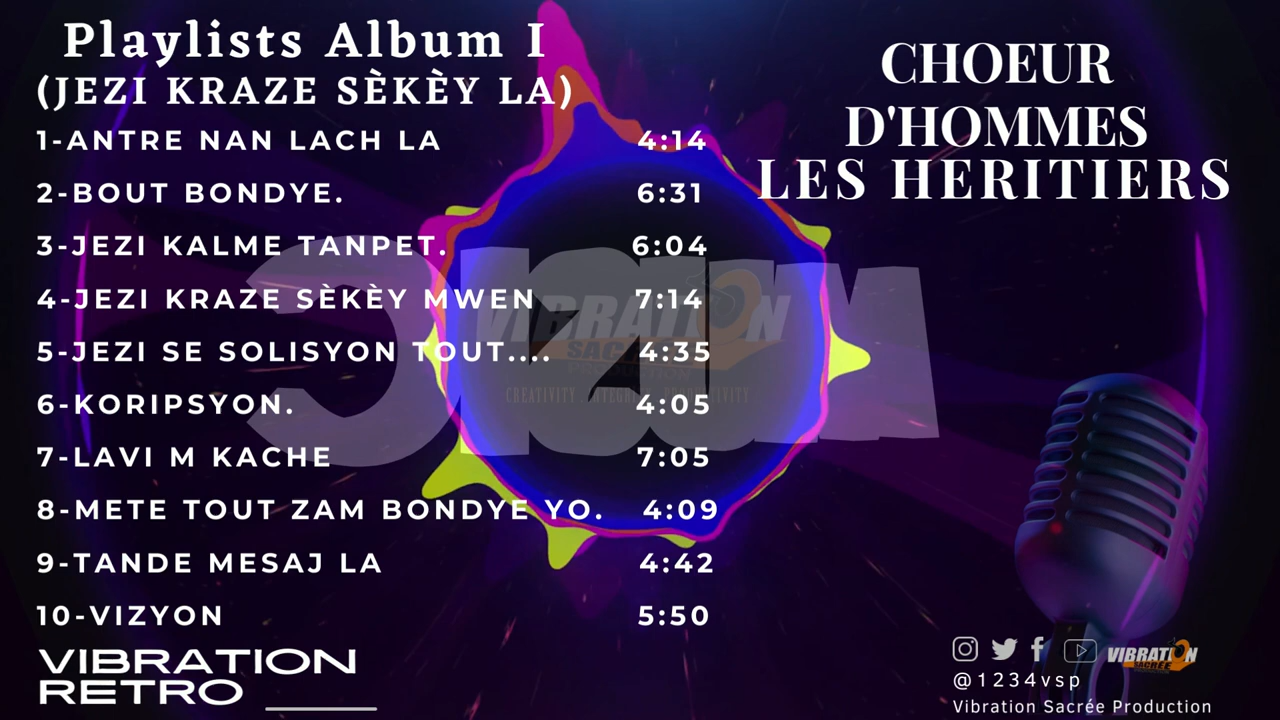 Playlists Album I
(JEZI KRAZE SÈKÈY LA)
1-ANTRE NAN LACH LA 4:14
2-BOUT BONDYE. 6:31
3-JEZI KALME TANPET. 6:04
4-JEZI KRAZE SÈKÈY MWEN 7:14
5-JEZI SE SOLISYON TOUT.... 4:35
6-KORIPSYON. 4:05
7-LAVI M KACHE 7:05
8-METE TOUT ZAM BONDYE YO. 4:09
9-TANDE MESAJ LA 4:42
10-VIZYON 5:50
VIBRATION
RETRO
CHOEUR
D'HOMMES
LES HERITIERS
VIBRATION
SACRÉE
PRODUCTION
VIBRATION
SACRÉE
@1234vsp
Vibration Sacrée Production